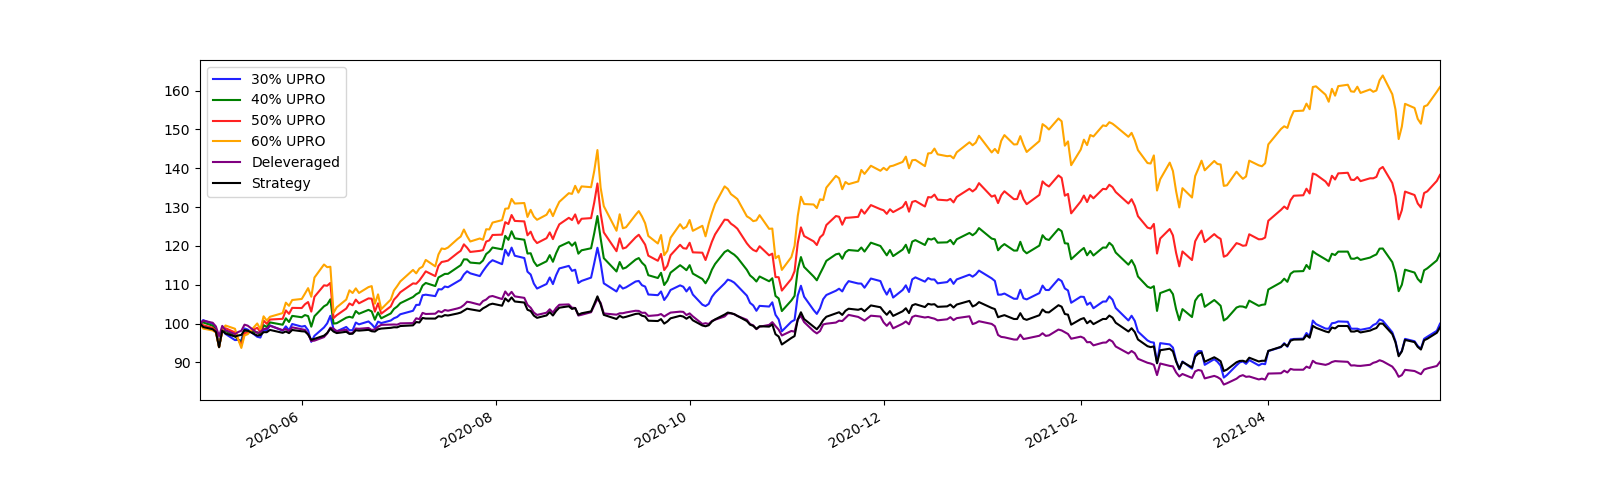 30% UPRO
40% UPRO
50% UPRO
60% UPRO
Deleveraged
Strategy
160
150
140
130
120
110
100
90
2020-06
2020-08
2020-10
2020-12
2021-02
2021-04